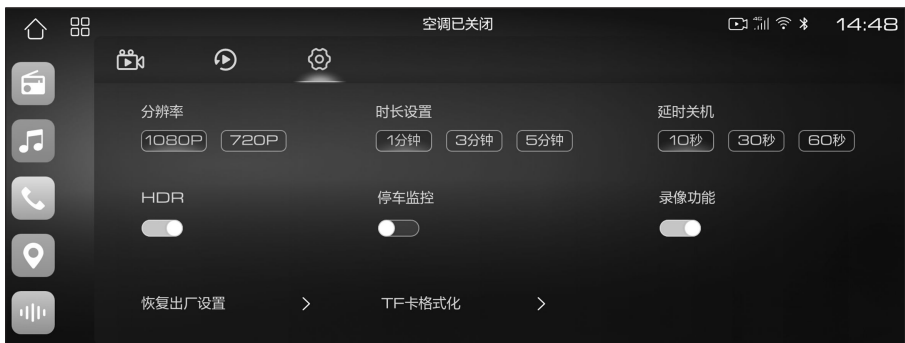 空调已关闭 4G 14:48
分辨率 时长设置 延时关机
1080P 720P 1分钟 3分钟 5分钟 10秒 30秒 60秒
HDR 停车监控 录像功能
恢复出厂设置 TF卡格式化